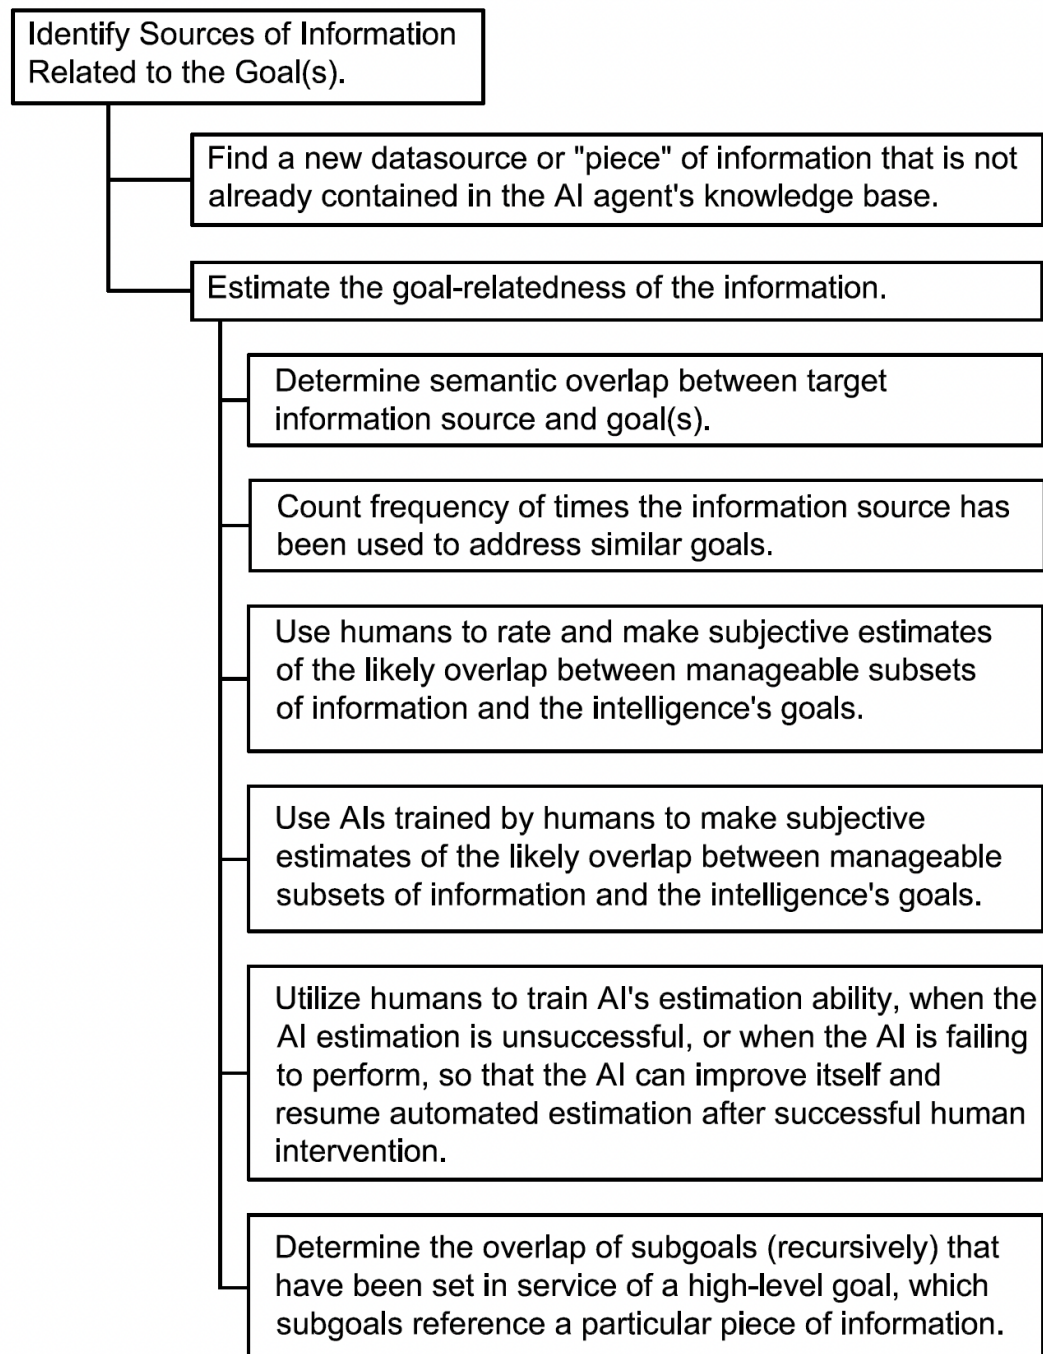 Identify Sources of Information
Related to the Goal(s).
Find a new datasource or "piece" of information that is not
already contained in the AI agent's knowledge base.
Estimate the goal-relatedness of the information.
Determine semantic overlap between target
information source and goal(s).
Count frequency of times the information source has
been used to address similar goals.
Use humans to rate and make subjective estimates
of the likely overlap between manageable subsets
of information and the intelligence's goals.
Use AIs trained by humans to make subjective
estimates of the likely overlap between manageable
subsets of information and the intelligence's goals.
Utilize humans to train AI's estimation ability, when the
AI estimation is unsuccessful, or when the AI is failing
to perform, so that the AI can improve itself and
resume automated estimation after successful human
intervention.
Determine the overlap of subgoals (recursively) that
have been set in service of a high-level goal, which
subgoals reference a particular piece of information.